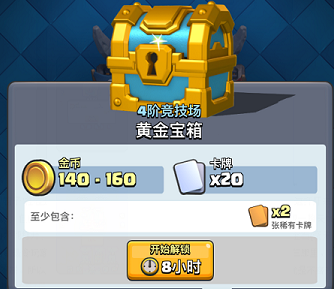 4阶竞技场
黄金宝箱
金币
140 - 160
卡牌
x20
至少包含：
x2
张稀有卡牌
开始解锁
8小时